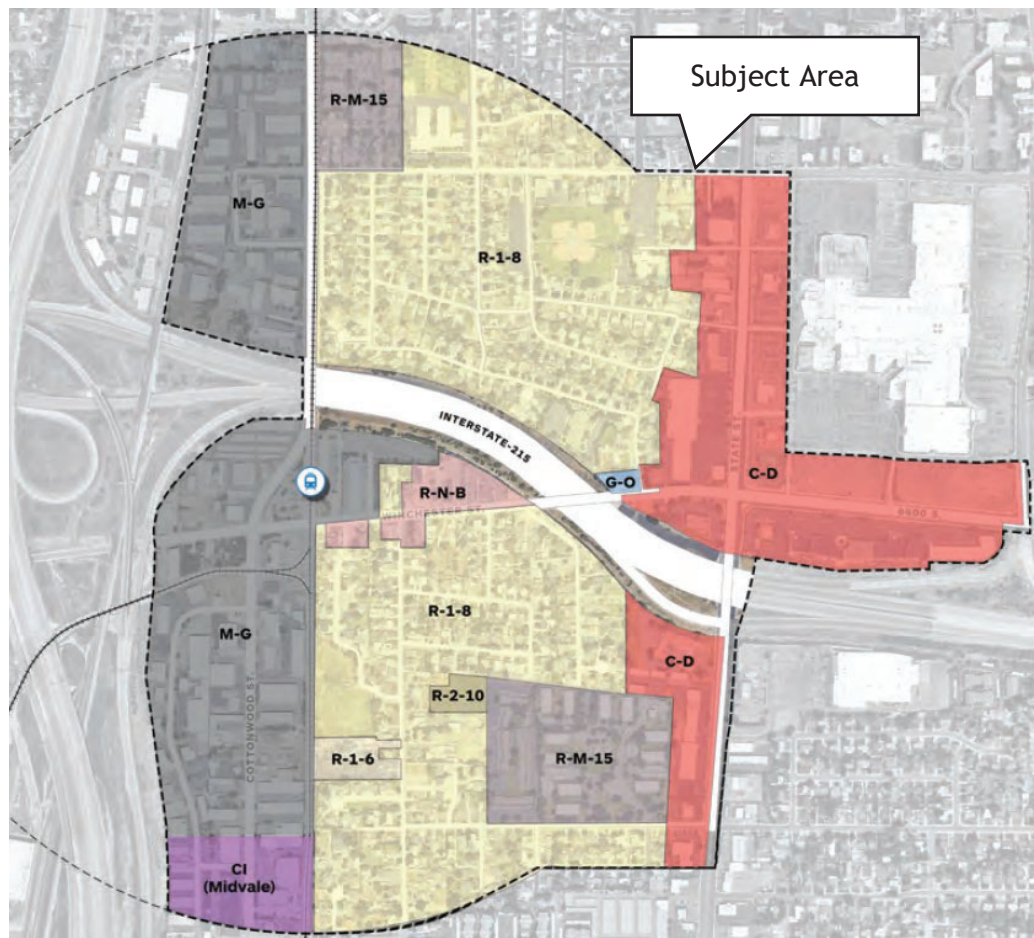 Subject Area
R-M-15
M-G
R-1-8
INTERSTATE-215
STATE ST.
C-D
G-O
R-N-B
WINCHESTER ST.
6400 S.
R-1-8
M-G
C-D
R-2-10
COTTONWOOD ST.
R-1-6
R-M-15
CI
(Midvale)